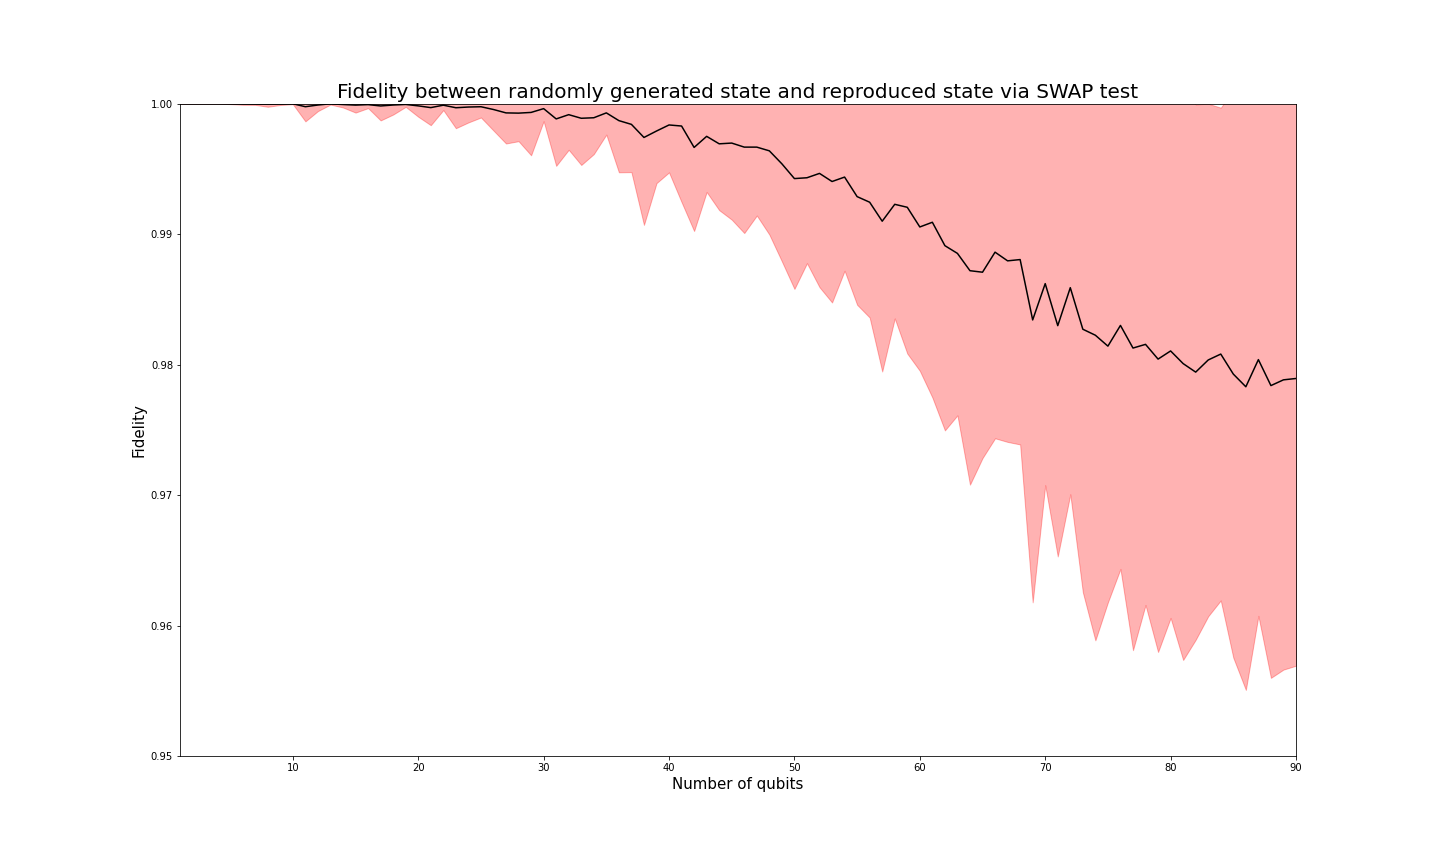 Fidelity between randomly generated state and reproduced state via SWAP test
1.00
0.99
0.98
0.97
0.96
0.95
Fidelity
10 20 30 40 50 60 70 80 90
Number of qubits